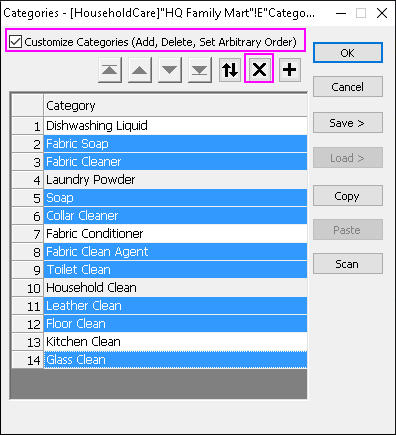 Categories - [HouseholdCare]"HQ Family Mart"!E"Catego...
Customize Categories (Add, Delete, Set Arbitrary Order)
OK
Cancel
Save >
Load >
Copy
Paste
Scan
Category
1 Dishwashing Liquid
2 Fabric Soap
3 Fabric Cleaner
4 Laundry Powder
5 Soap
6 Collar Cleaner
7 Fabric Conditioner
8 Fabric Clean Agent
9 Toilet Clean
10 Household Clean
11 Leather Clean
12 Floor Clean
13 Kitchen Clean
14 Glass Clean